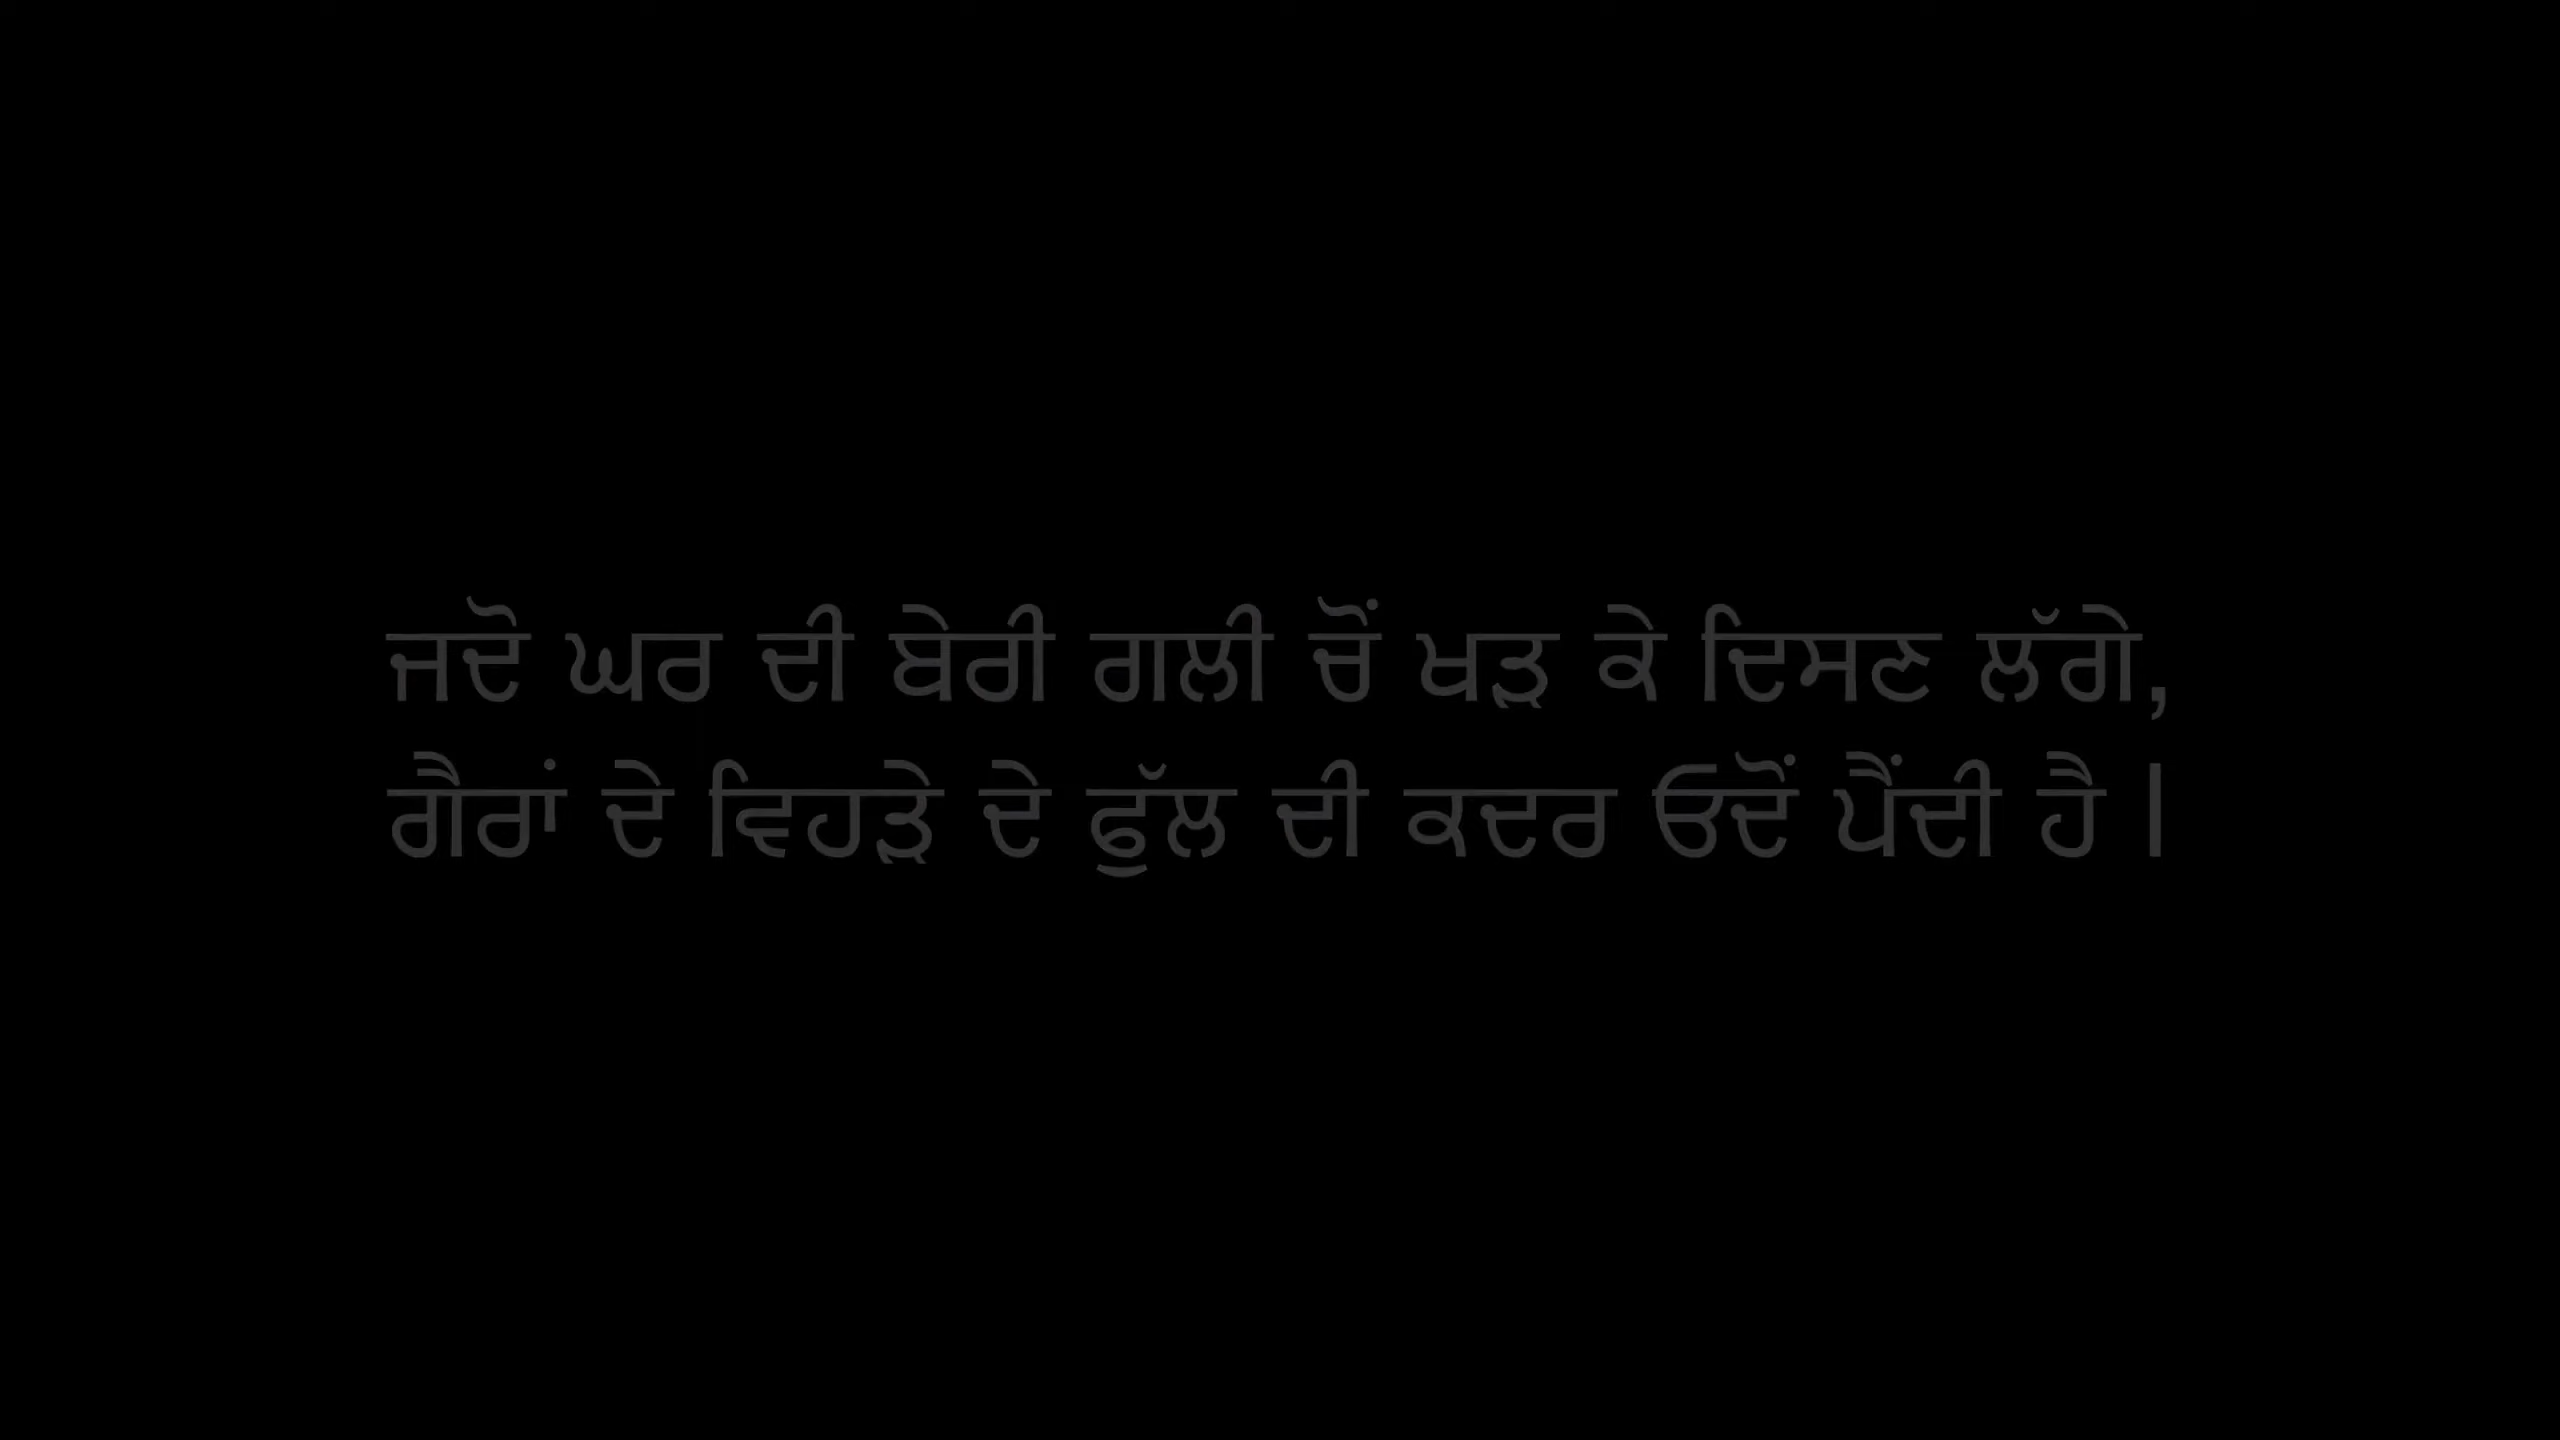 ਜਦੋ ਘਰ ਦੀ ਬੇਰੀ ਗਲੀ ਚੋਂ ਖੜ ਕੇ ਦਿਸਣ ਲੱਗੇ,
ਗੈਰਾਂ ਦੇ ਵਿਹੜੇ ਦੇ ਫੁੱਲ ਦੀ ਕਦਰ ਓਦੋਂ ਪੈਂਦੀ ਹੈ |